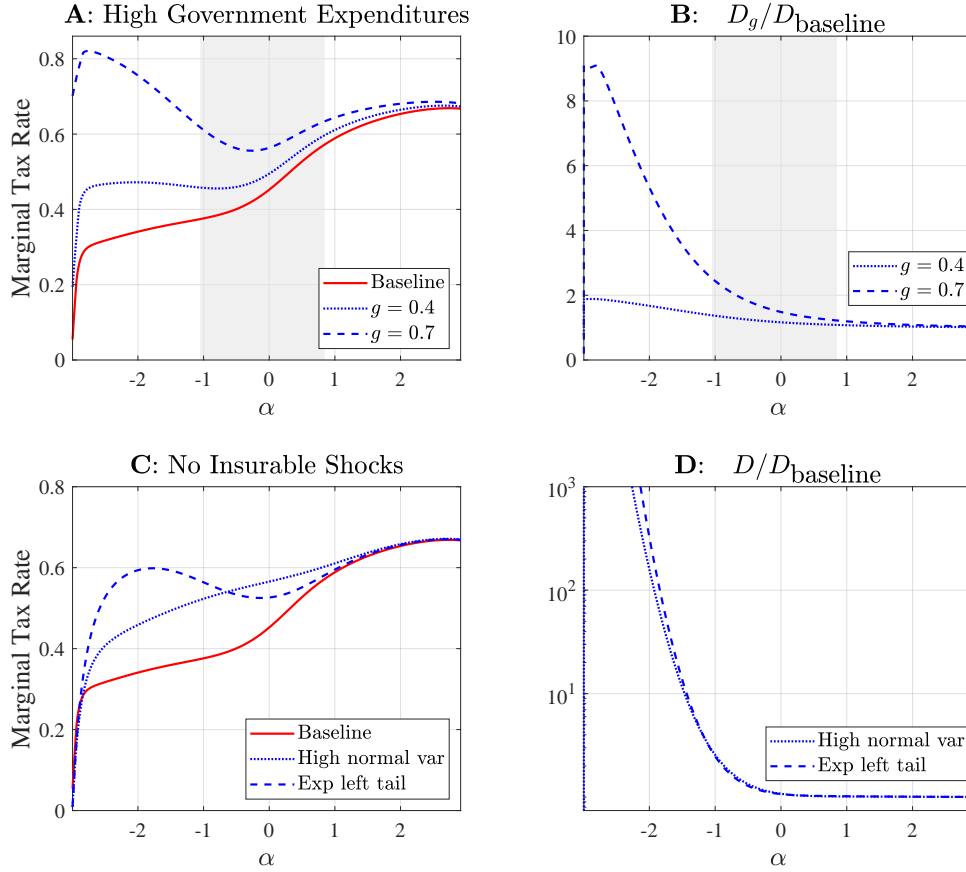 A: High Government Expenditures
Marginal Tax Rate
0.8
0.6
0.4
0.2
0
-2 -1 0 1 2
α
Baseline
g = 0.4
g = 0.7
B: D_g/D_baseline
10
8
6
4
2
0
-2 -1 0 1 2
α
g = 0.4
g = 0.7
C: No Insurable Shocks
Marginal Tax Rate
0.8
0.6
0.4
0.2
0
-2 -1 0 1 2
α
Baseline
High normal var
Exp left tail
D: D/D_baseline
10^3
10^2
10^1
-2 -1 0 1 2
α
High normal var
Exp left tail